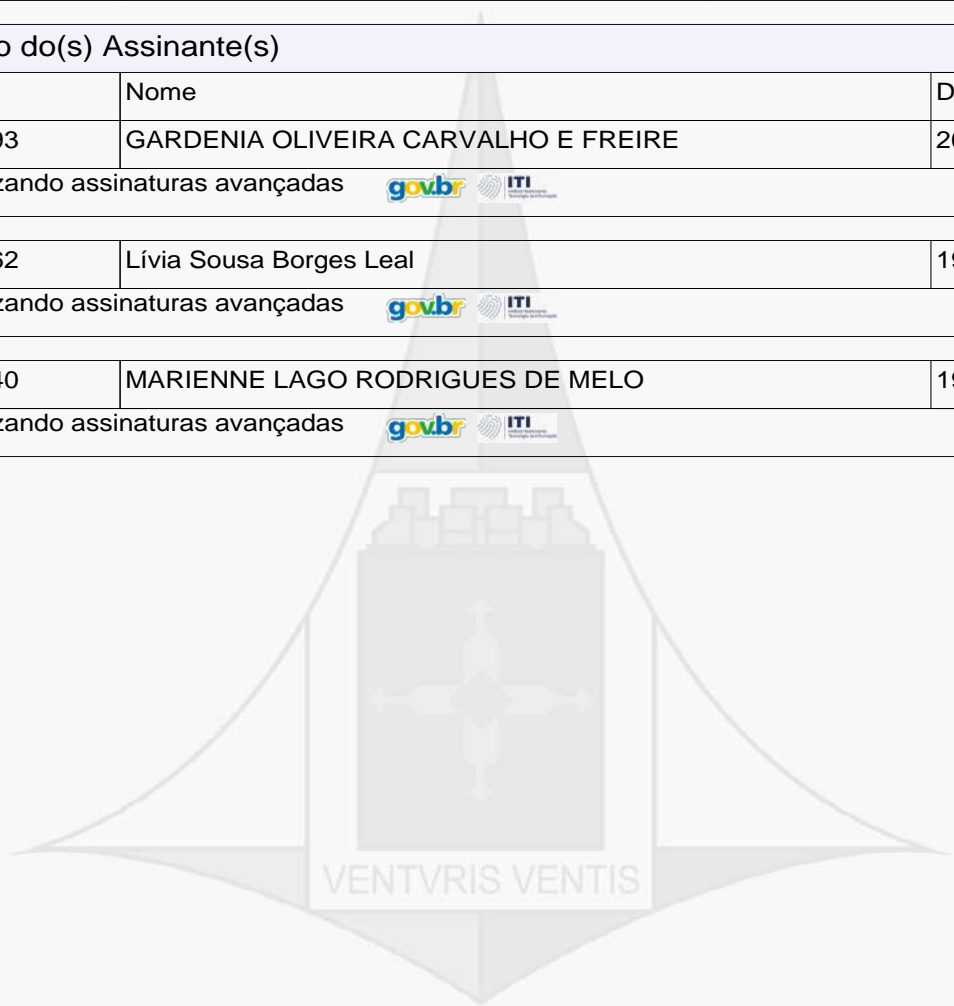 o do(s) Assinante(s)
Nome D
93 GARDENIA OLIVEIRA CARVALHO E FREIRE 20
zando assinaturas avançadas gov.br ITI
62 Lívia Sousa Borges Leal 19
zando assinaturas avançadas gov.br ITI
40 MARIENNE LAGO RODRIGUES DE MELO 19
zando assinaturas avançadas gov.br ITI
VENTVRIS VENTIS